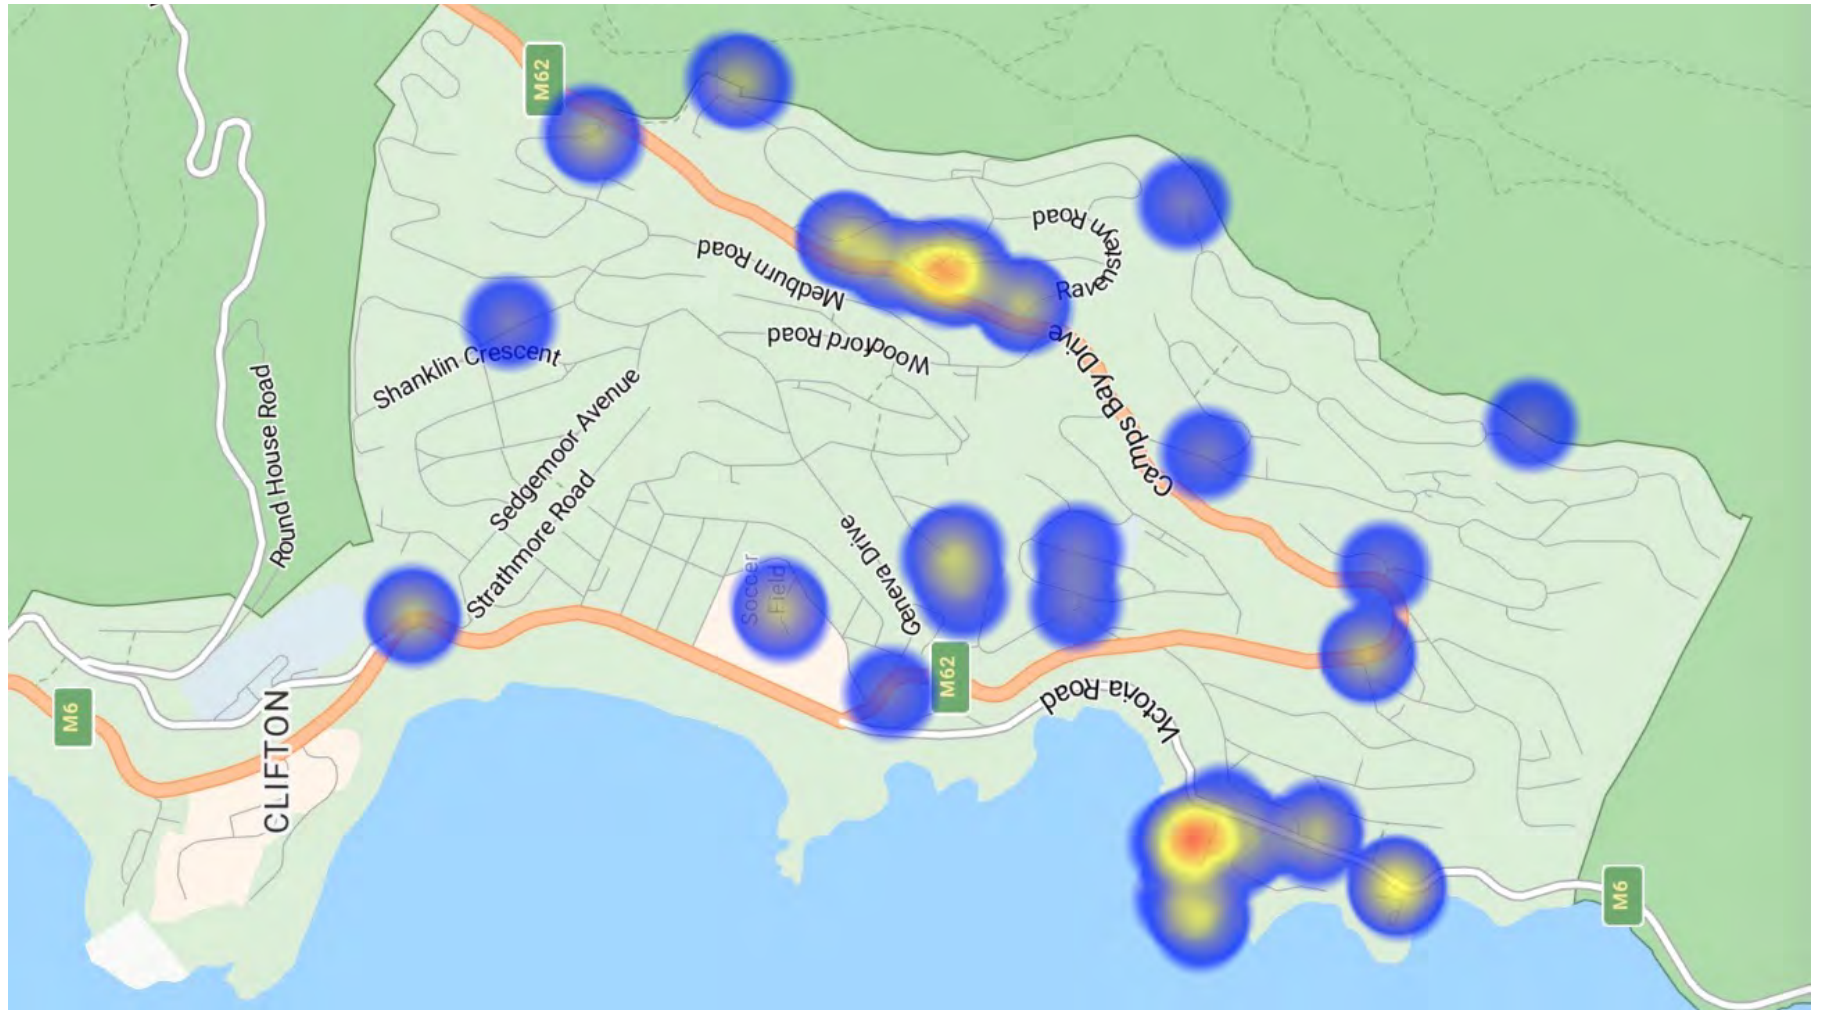 M62
Ravensteyn Road
Medburn Road
Woodford Road
Camps Bay Drive
Shanklin Crescent
Sedgemoor Avenue
Strathmore Road
Round House Road
Soccer
Field
Geneva Drive
M62
Victoria Road
M6
CLIFTON
M6